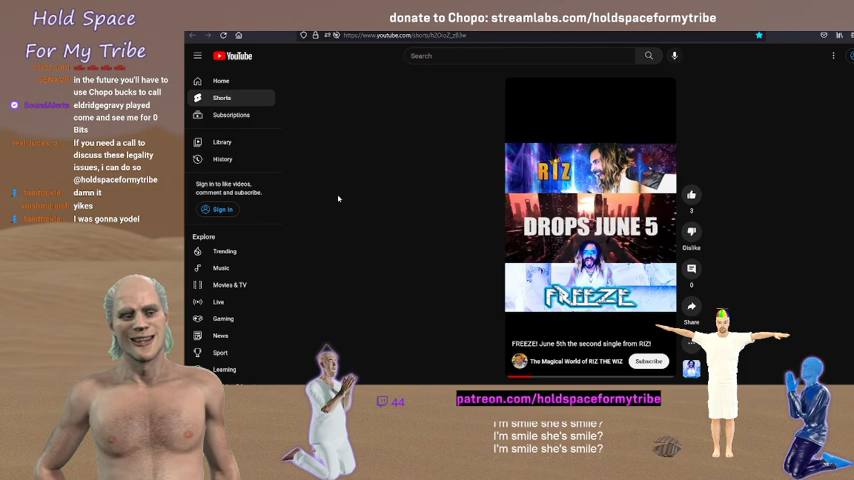 donate to Chopo: streamlabs.com/holdspaceformytribe
Hold Space
For My Tribe
in the future you'll have to
use Chopo bucks to call
SoundAlerts eldridgegravy played
come and see me for 0
Bits
If you need a call to
discuss these legality
issues, i can do so
@holdspaceformytribe
damn it
yikes
I was gonna yodel
YouTube
Search
Home
Shorts
Subscriptions
Library
History
Sign in to like videos,
comment and subscribe.
Sign in
Explore
Trending
Music
Movies & TV
Live
Gaming
News
Sport
Learning
RIZ
DROPS JUNE 5
FREEZE
FREEZE! June 5th the second single from RIZ!
The Magical World of RIZ THE WIZ
Subscribe
3
Dislike
0
Share
44
patreon.com/holdspaceformytribe
I'm smile she's smile?
I'm smile she's smile?
I'm smile she's smile?